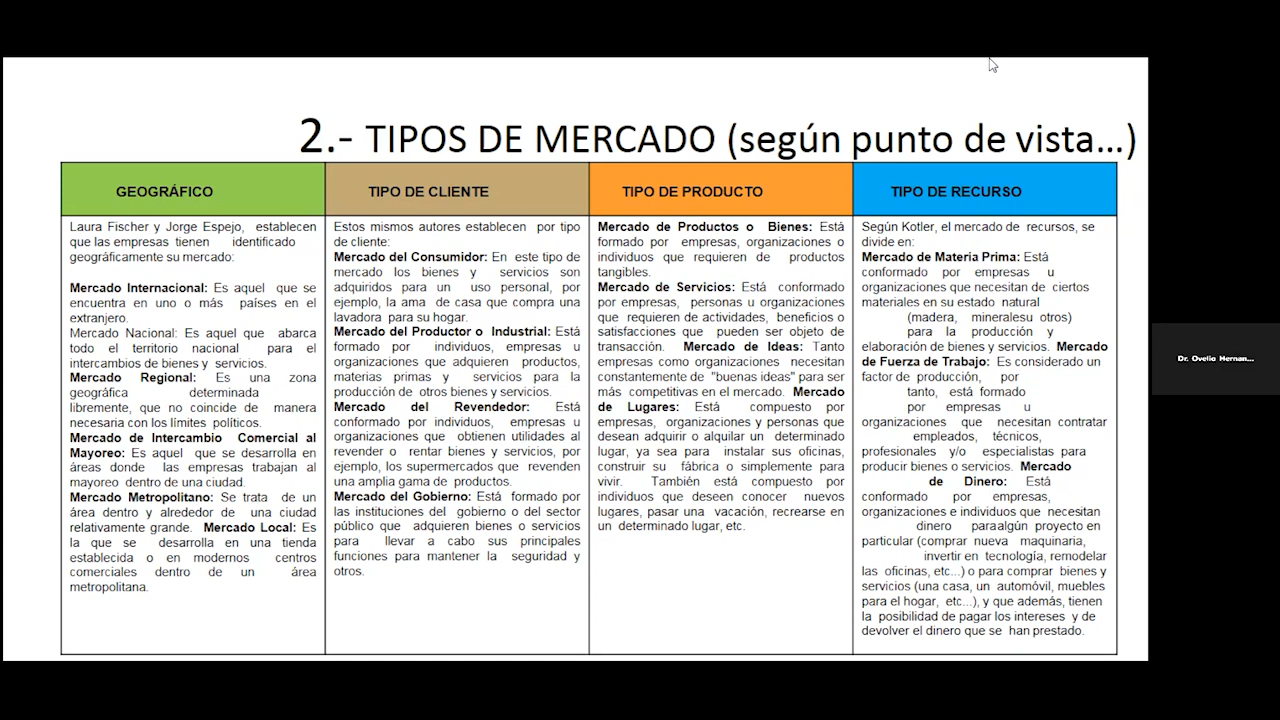 2.- TIPOS DE MERCADO (según punto de vista...)
GEOGRÁFICO
Laura Fischer y Jorge Espejo, establecen
que las empresas tienen identificado
geográficamente su mercado:
Mercado Internacional: Es aquel que se
encuentra en uno o más países en el
extranjero.
Mercado Nacional: Es aquel que abarca
todo el territorio nacional para el
intercambios de bienes y servicios.
Mercado Regional: Es una zona
geográfica determinada
libremente, que no coincide de manera
necesaria con los límites políticos.
Mercado de Intercambio Comercial al
Mayoreo: Es aquel que se desarrolla en
áreas donde las empresas trabajan al
mayoreo dentro de una ciudad.
Mercado Metropolitano: Se trata de un
área dentro y alrededor de una ciudad
relativamente grande. Mercado Local: Es
la que se desarrolla en una tienda
establecida o en modernos centros
comerciales dentro de un área
metropolitana.
TIPO DE CLIENTE
Estos mismos autores establecen por tipo
de cliente:
Mercado del Consumidor: En este tipo de
mercado los bienes y servicios son
adquiridos para un uso personal, por
ejemplo, la ama de casa que compra una
lavadora para su hogar.
Mercado del Productor o Industrial: Está
formado por individuos, empresas u
organizaciones que adquieren productos,
materias primas y servicios para la
producción de otros bienes y servicios.
Mercado del Revendedor: Está
conformado por individuos, empresas u
organizaciones que obtienen utilidades al
revender o rentar bienes y servicios, por
ejemplo, los supermercados que revenden
una amplia gama de productos.
Mercado del Gobierno: Está formado por
las instituciones del gobierno o del sector
público que adquieren bienes o servicios
para llevar a cabo sus principales
funciones para mantener la seguridad y
otros.
TIPO DE PRODUCTO
Mercado de Productos o Bienes: Está
formado por empresas, organizaciones o
individuos que requieren de productos
tangibles.
Mercado de Servicios: Está conformado
por empresas, personas u organizaciones
que requieren de actividades, beneficios o
satisfacciones que pueden ser objeto de
transacción. Mercado de Ideas: Tanto
empresas como organizaciones necesitan
constantemente de "buenas ideas" para ser
más competitivas en el mercado. Mercado
de Lugares: Está compuesto por
empresas, organizaciones y personas que
desean adquirir o alquilar un determinado
lugar, ya sea para instalar sus oficinas,
construir su fábrica o simplemente para
vivir. También está compuesto por
individuos que deseen conocer nuevos
lugares, pasar una vacación, recrearse en
un determinado lugar, etc.
TIPO DE RECURSO
Según Kotler, el mercado de recursos, se
divide en:
Mercado de Materia Prima: Está
conformado por empresas u
organizaciones que necesitan de ciertos
materiales en su estado natural
(madera, mineralesu otros)
para la producción y
elaboración de bienes y servicios. Mercado
de Fuerza de Trabajo: Es considerado un
factor de producción, por
tanto, está formado
por empresas u
organizaciones que necesitan contratar
empleados, técnicos,
profesionales y/o especialistas para
producir bienes o servicios. Mercado
de Dinero: Está
conformado por empresas,
organizaciones e individuos que necesitan
dinero paraalgún proyecto en
particular (comprar nueva maquinaria,
invertir en tecnología, remodelar
las oficinas, etc...) o para comprar bienes y
servicios (una casa, un automóvil, muebles
para el hogar, etc...), y que además, tienen
la posibilidad de pagar los intereses y de
devolver el dinero que se han prestado.
Dr. Ovelio Hernan...